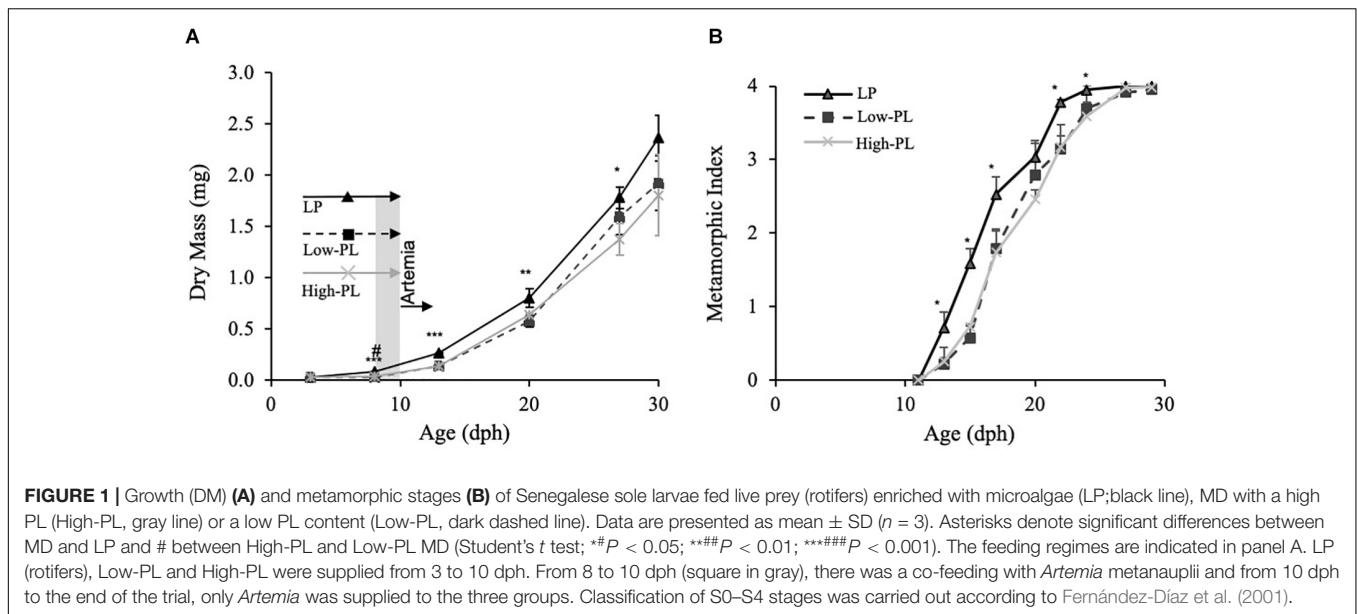 A
Dry Mass (mg)
3.0
2.5
2.0
1.5
1.0
0.5
0.0
LP
Low-PL
High-PL
Artemia
#
***
***
**
*
0
10
20
30
Age (dph)
B
Metamorphic Index
4
3
2
1
0
LP
Low-PL
High-PL
*
*
*
*
*
0
10
20
30
Age (dph)
FIGURE 1 | Growth (DM) (A) and metamorphic stages (B) of Senegalese sole larvae fed live prey (rotifers) enriched with microalgae (LP;black line), MD with a high
PL (High-PL, gray line) or a low PL content (Low-PL, dark dashed line). Data are presented as mean ± SD (n = 3). Asterisks denote significant differences between
MD and LP and # between High-PL and Low-PL MD (Student's t test; *#P < 0.05; **##P < 0.01; ***###P < 0.001). The feeding regimes are indicated in panel A. LP
(rotifers), Low-PL and High-PL were supplied from 3 to 10 dph. From 8 to 10 dph (square in gray), there was a co-feeding with Artemia metanauplii and from 10 dph
to the end of the trial, only Artemia was supplied to the three groups. Classification of S0–S4 stages was carried out according to Fernández-Díaz et al. (2001).